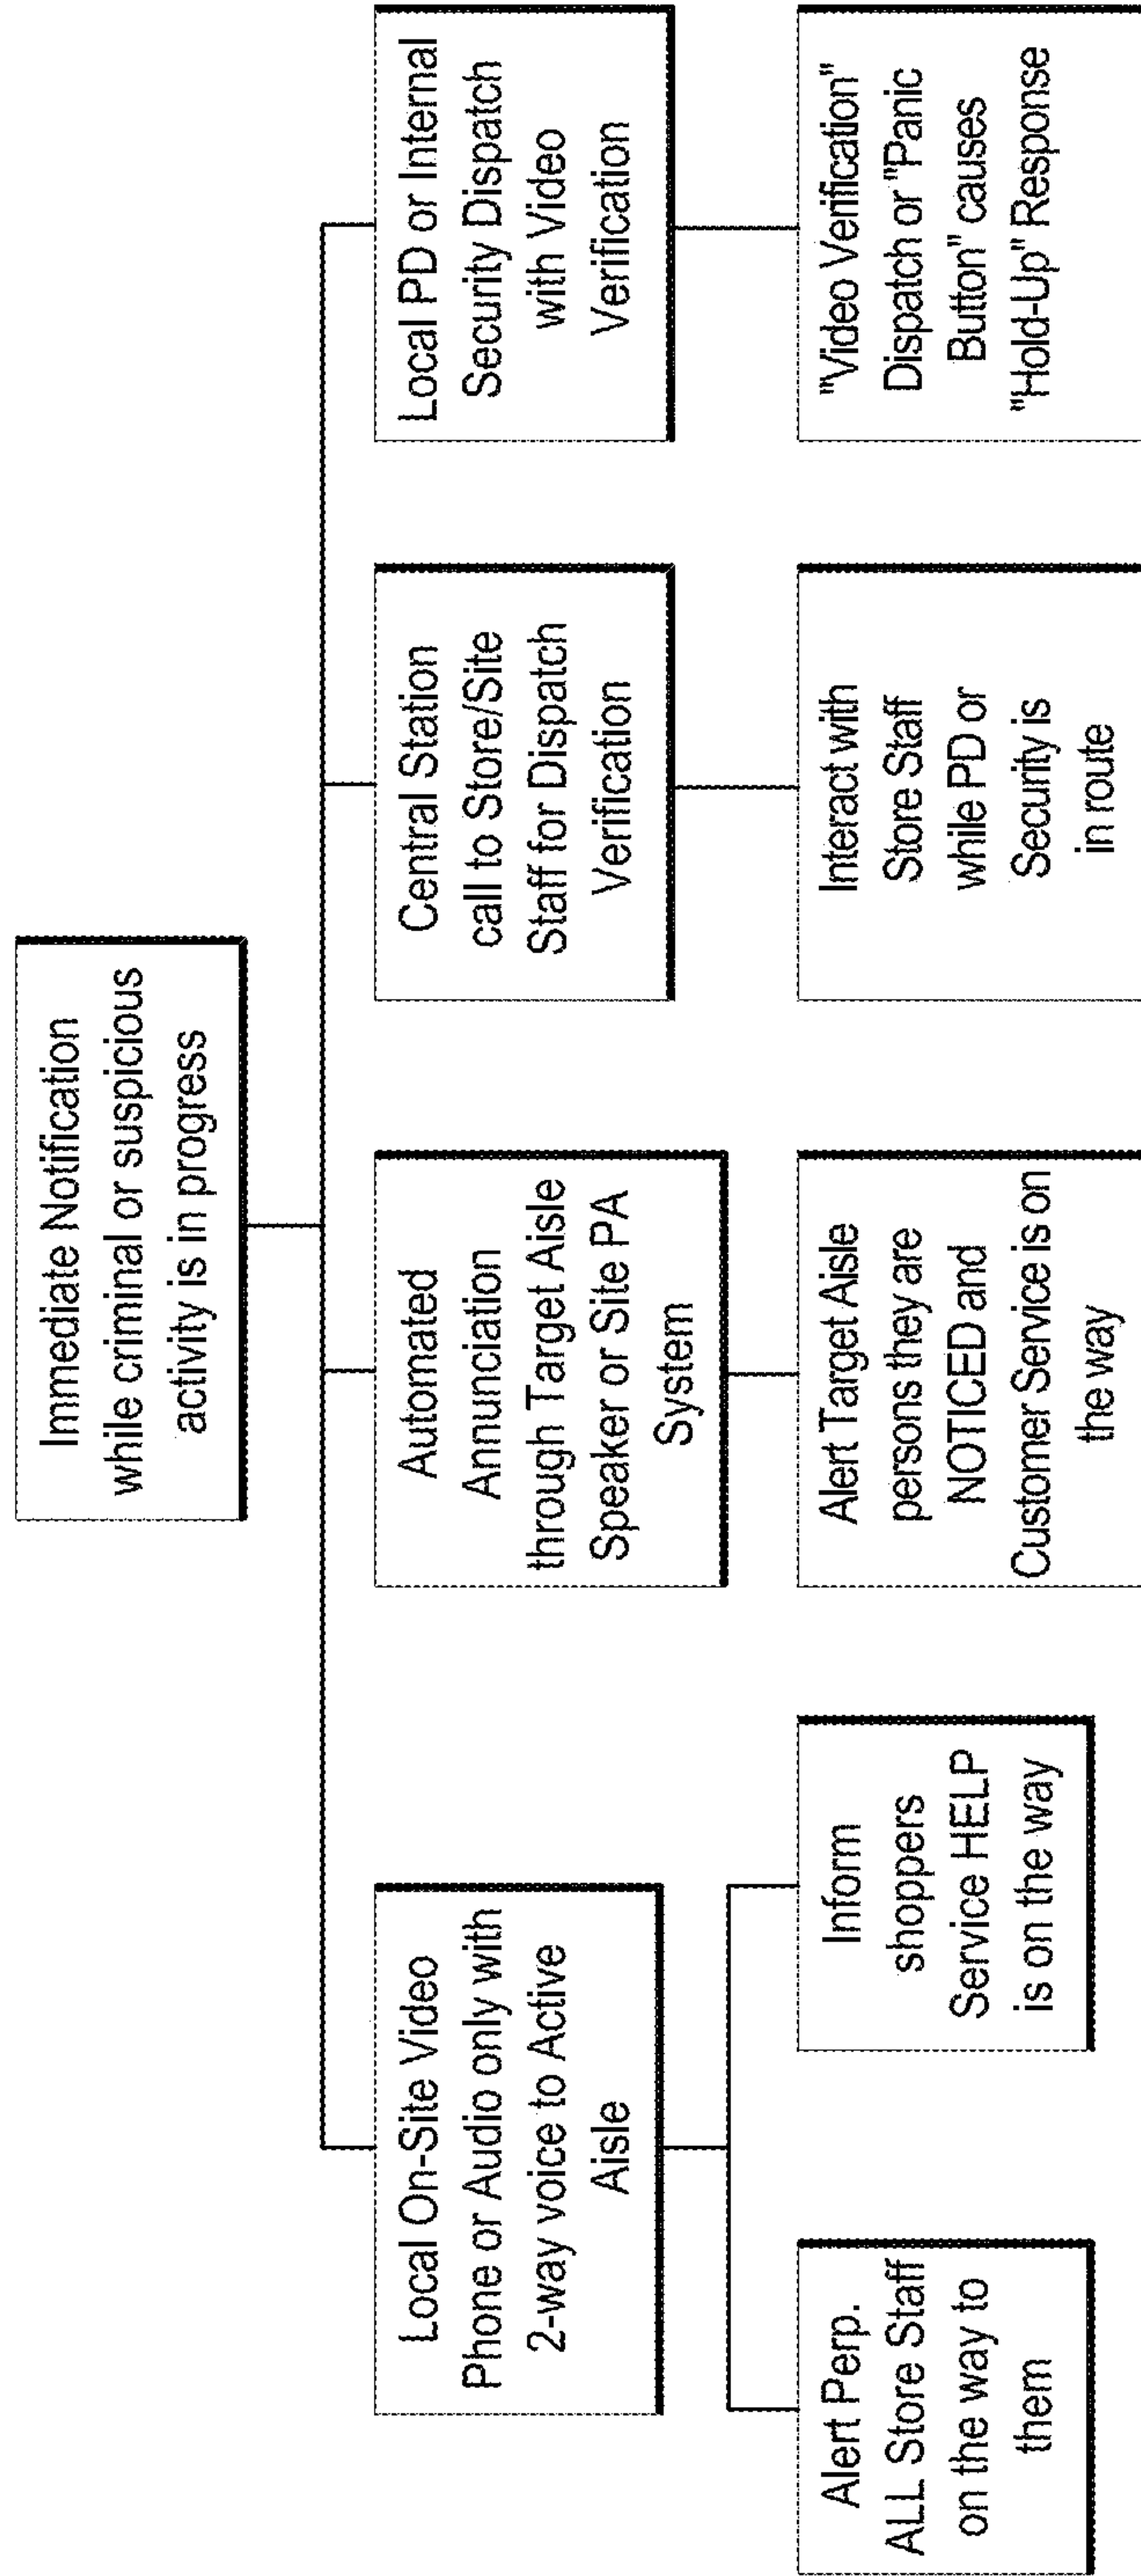 Immediate Notification
while criminal or suspicious
activity is in progress
Local On-Site Video
Phone or Audio only with
2-way voice to Active
Aisle
Automated
Annunciation
through Target Aisle
Speaker or Site PA
System
Central Station
call to Store/Site
Staff for Dispatch
Verification
Local PD or Internal
Security Dispatch
with Video
Verification
Alert Perp.
ALL Store Staff
on the way to
them
Inform
shoppers
Service HELP
is on the way
Alert Target Aisle
persons they are
NOTICED and
Customer Service is on
the way
Interact with
Store Staff
while PD or
Security is
in route
"Video Verification"
Dispatch or "Panic
Button" causes
"Hold-Up" Response